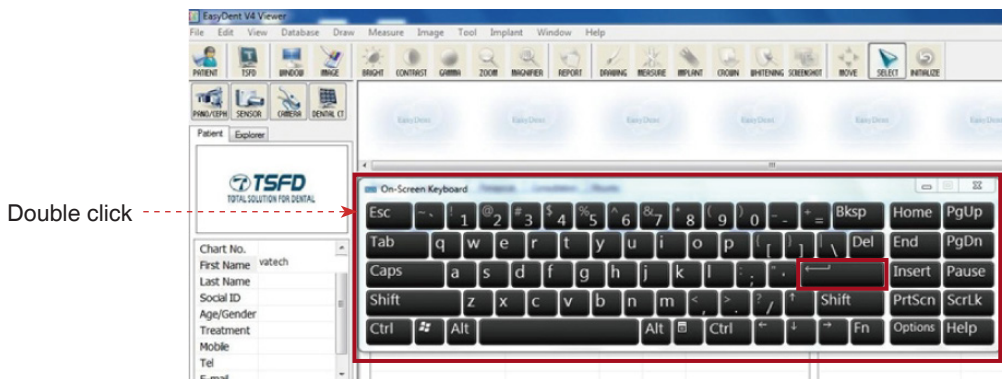 EasyDent V4 Viewer
File Edit View Database Draw Measure Image Tool Implant Window Help
PATIENT TSFD WINDOW IMAGE BRIGHT CONTRAST GAMMA ZOOM MAGNIFIER REPORT DRAWING MEASURE IMPLANT CROWN WHITENING SCREENSHOT MOVE SELECT INITIALIZE
PANO/CEPH SENSOR CAMERA DENTAL CT
EasyDent EasyDent EasyDent EasyDent EasyDent
Patient Explorer
TSFD
TOTAL SOLUTION FOR DENTAL
On-Screen Keyboard
Double click
Esc ~ ` ! 1 @ 2 # 3 $ 4 % 5 ^ 6 & 7 * 8 ( 9 ) 0 _ - + = Bksp Home PgUp
Tab q w e r t y u i o p { [ } ] | \ Del End PgDn
Caps a s d f g h j k l : ; " ' Insert Pause
Shift z x c v b n m < , > . ? / ↑ Shift PrtScn ScrLk
Ctrl Alt Alt Ctrl ← ↓ → Fn Options Help
Chart No.
First Name vatech
Last Name
Social ID
Age/Gender
Treatment
Mobile
Tel
E-mail